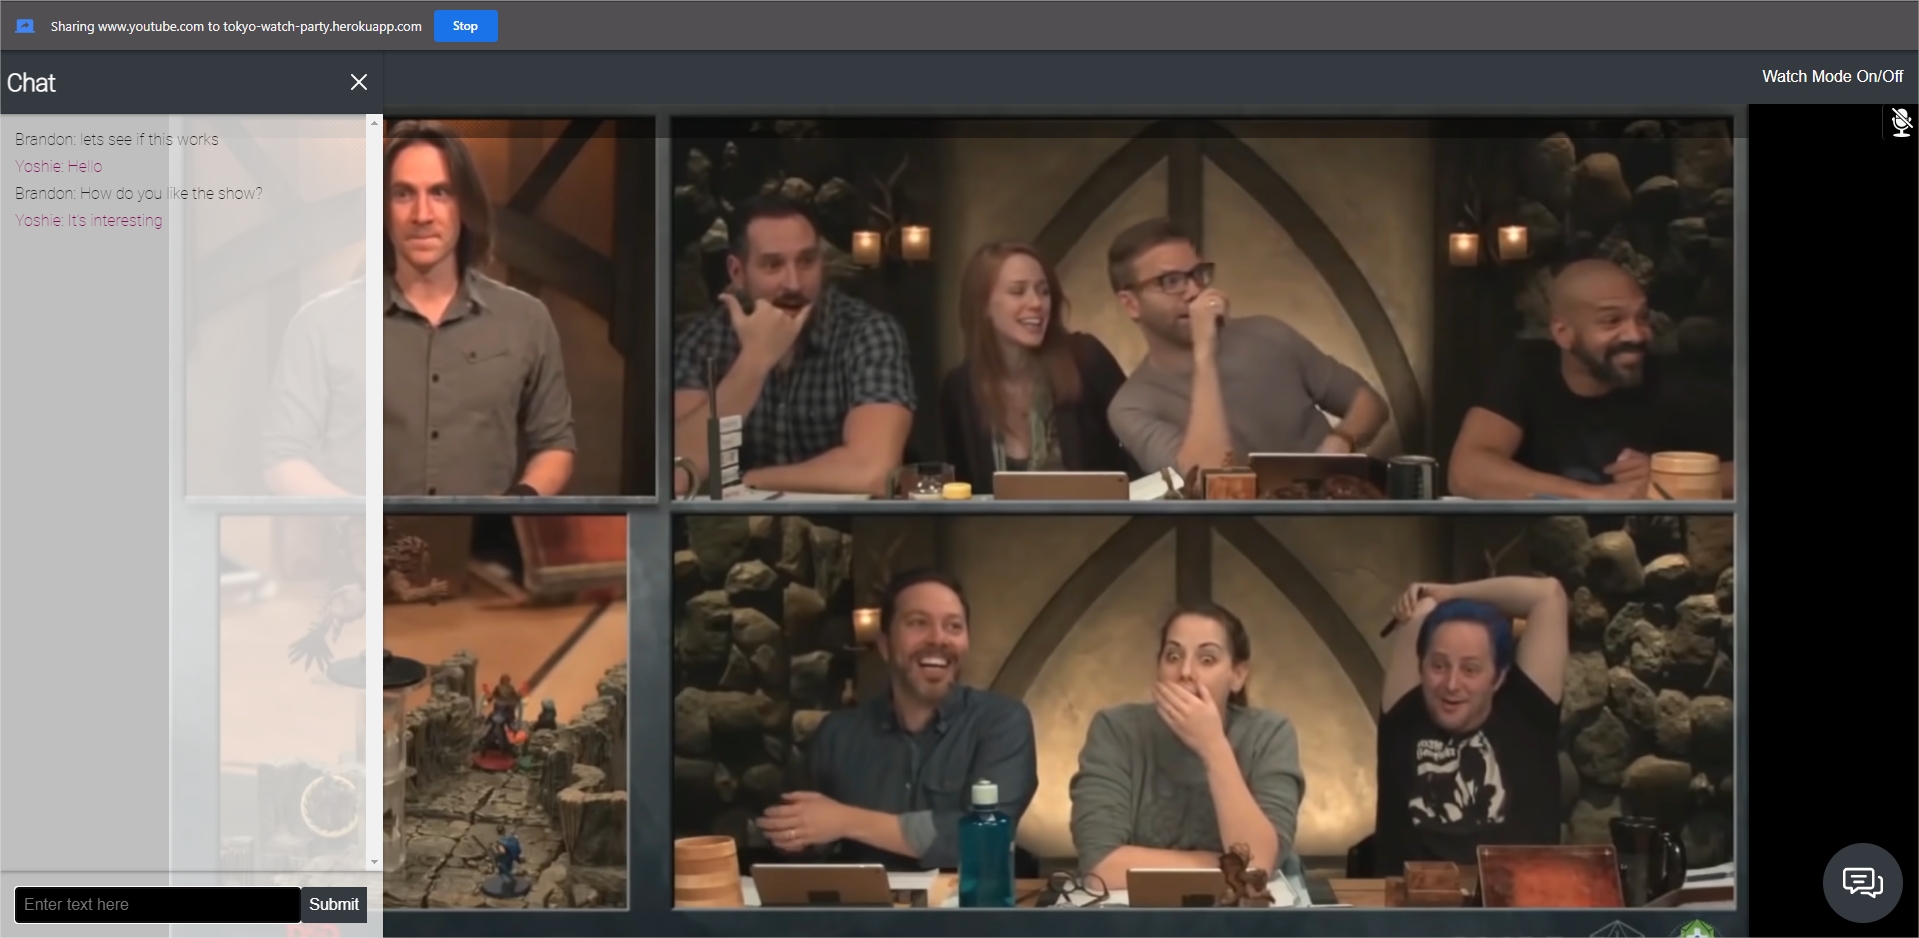 Sharing www.youtube.com to tokyo-watch-party.herokuapp.com Stop
Chat
Watch Mode On/Off
Brandon: lets see if this works
Yoshie: Hello
Brandon: How do you like the show?
Yoshie: It's interesting
Enter text here Submit